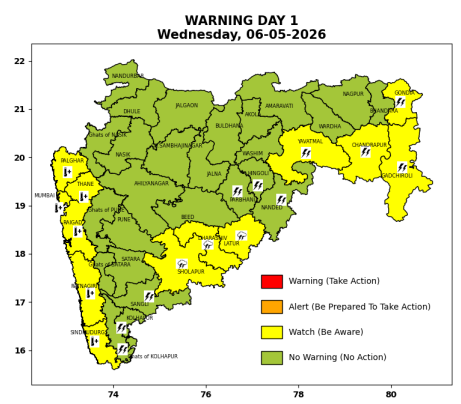 WARNING DAY 1
Wednesday, 06-05-2026
22
21
20
19
18
17
16
74
76
78
80
NANDURBAR
DHULE
JALGAON
BULDHANA
AKOLA
AMARAVATI
NAGPUR
BHANDARA
GONDIA
WARDHA
Ghats of NASIK
NASIK
SAMBHAJINAGAR
WASHIM
YAVATMAL
CHANDRAPUR
GADCHIROLI
PALGHAR
THANE
MUMBAI
AHILYANAGAR
JALNA
HINGOLI
PARBHANI
NANDED
RAIGAD
Ghats of PUNE
PUNE
BEED
DHARASHIV
LATUR
SATARA
Ghats of SATARA
SHOLAPUR
RATNAGIRI
SANGLI
KOLHAPUR
SINDHUDURG
Ghats of KOLHAPUR
Warning (Take Action)
Alert (Be Prepared To Take Action)
Watch (Be Aware)
No Warning (No Action)